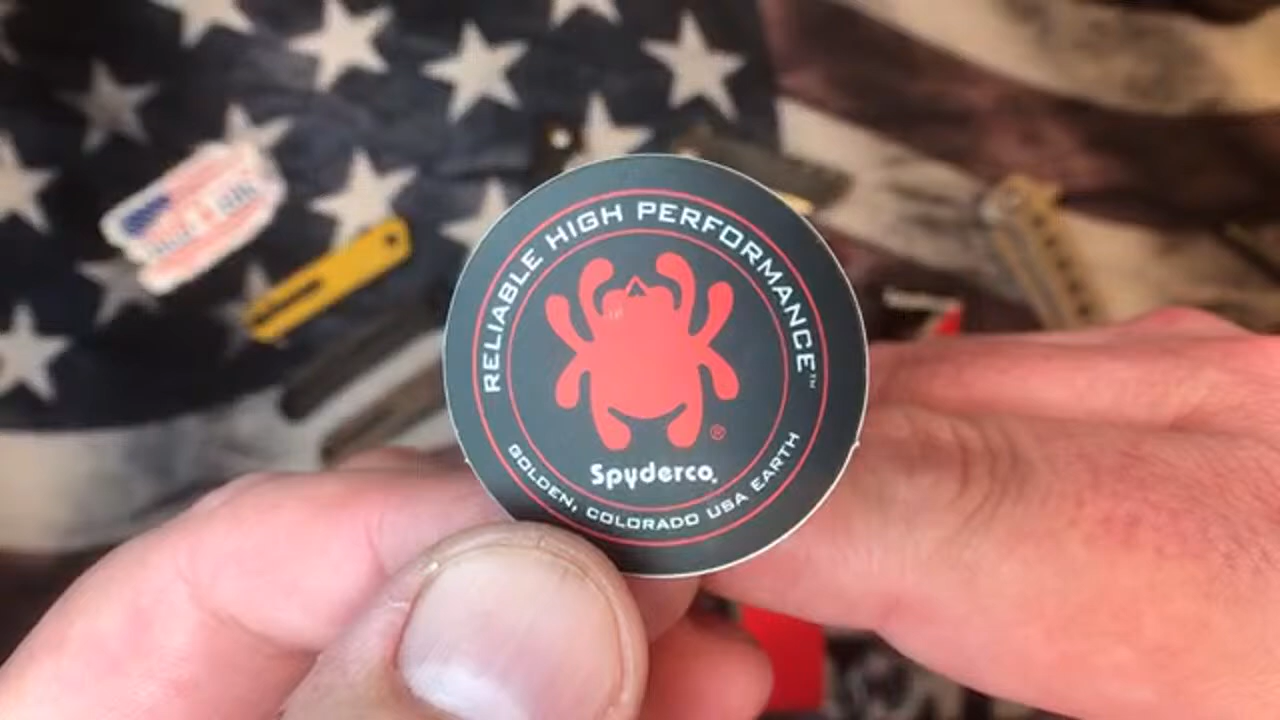 RELIABLE HIGH PERFORMANCE™
Spyderco®
GOLDEN, COLORADO USA EARTH